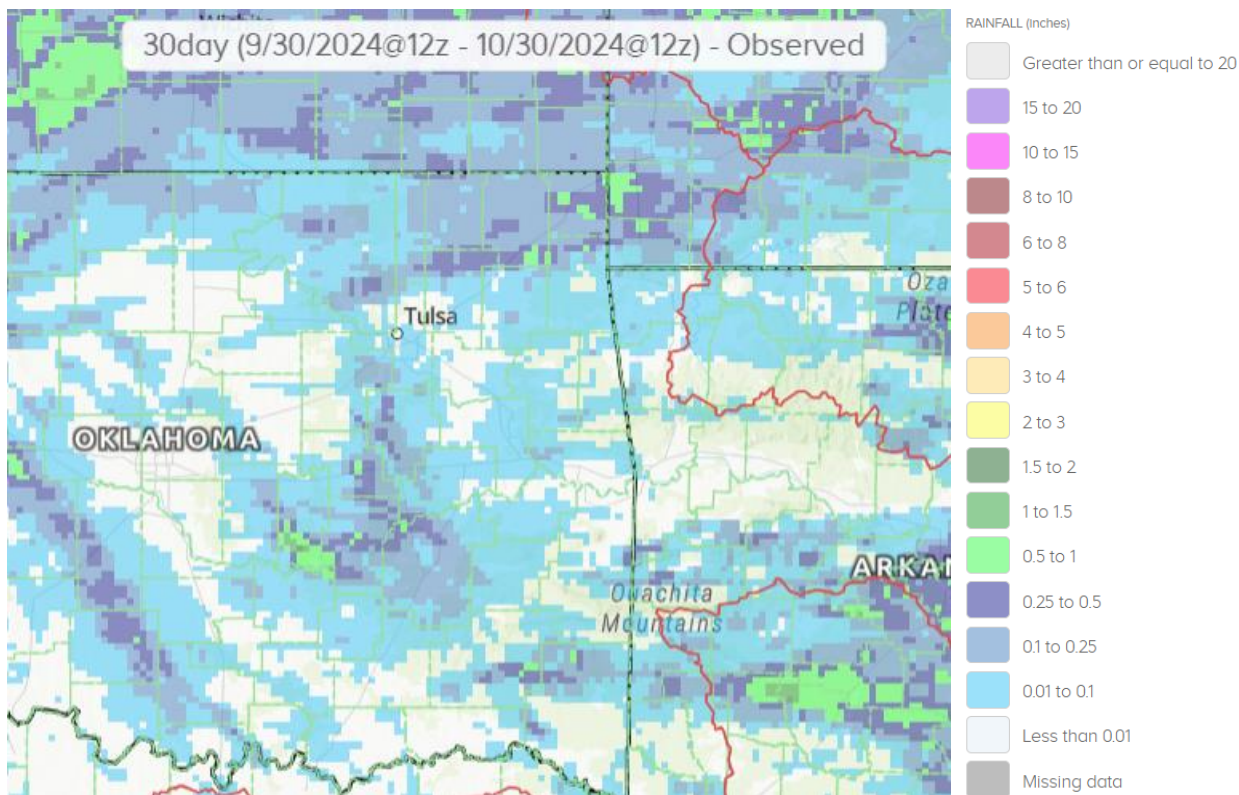 Wichita
30day (9/30/2024@12z - 10/30/2024@12z) - Observed
Tulsa
OKLAHOMA
Oza
Plate
ARKAN
Ouachita
Mountains
RAINFALL (Inches)
Greater than or equal to 20
15 to 20
10 to 15
8 to 10
6 to 8
5 to 6
4 to 5
3 to 4
2 to 3
1.5 to 2
1 to 1.5
0.5 to 1
0.25 to 0.5
0.1 to 0.25
0.01 to 0.1
Less than 0.01
Missing data